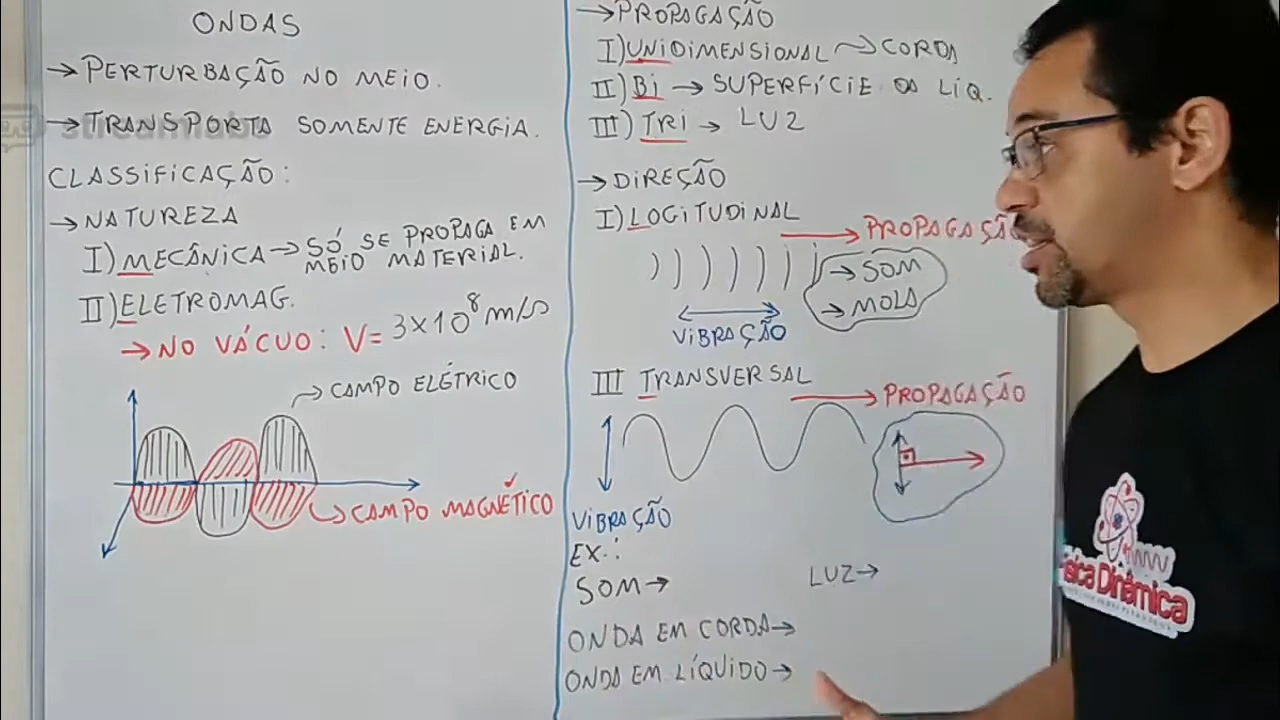 ONDAS
→ PERTURBAÇÃO NO MEIO.
→ TRANSPORTA SOMENTE ENERGIA.
CLASSIFICAÇÃO:
→ NATUREZA
I) MECÂNICA → SÓ SE PROPAGA EM
MEIO MATERIAL.
II) ELETROMAG.
→ NO VÁCUO: V = 3×10⁸ m/s
→ CAMPO ELÉTRICO
→ CAMPO MAGNÉTICO
→ PROPAGAÇÃO
I) UNIDIMENSIONAL → CORDA
II) BI → SUPERFÍCIE DO LÍQ.
III) TRI → LUZ
→ DIREÇÃO
I) LOGITUDINAL
PROPAGAÇÃO
→ SOM
→ MOLA
VIBRAÇÃO
III TRANSVERSAL
PROPAGAÇÃO
VIBRAÇÃO
EX.:
SOM →
LUZ →
ONDA EM CORDA →
ONDA EM LÍQUIDO →
Física Dinâmica